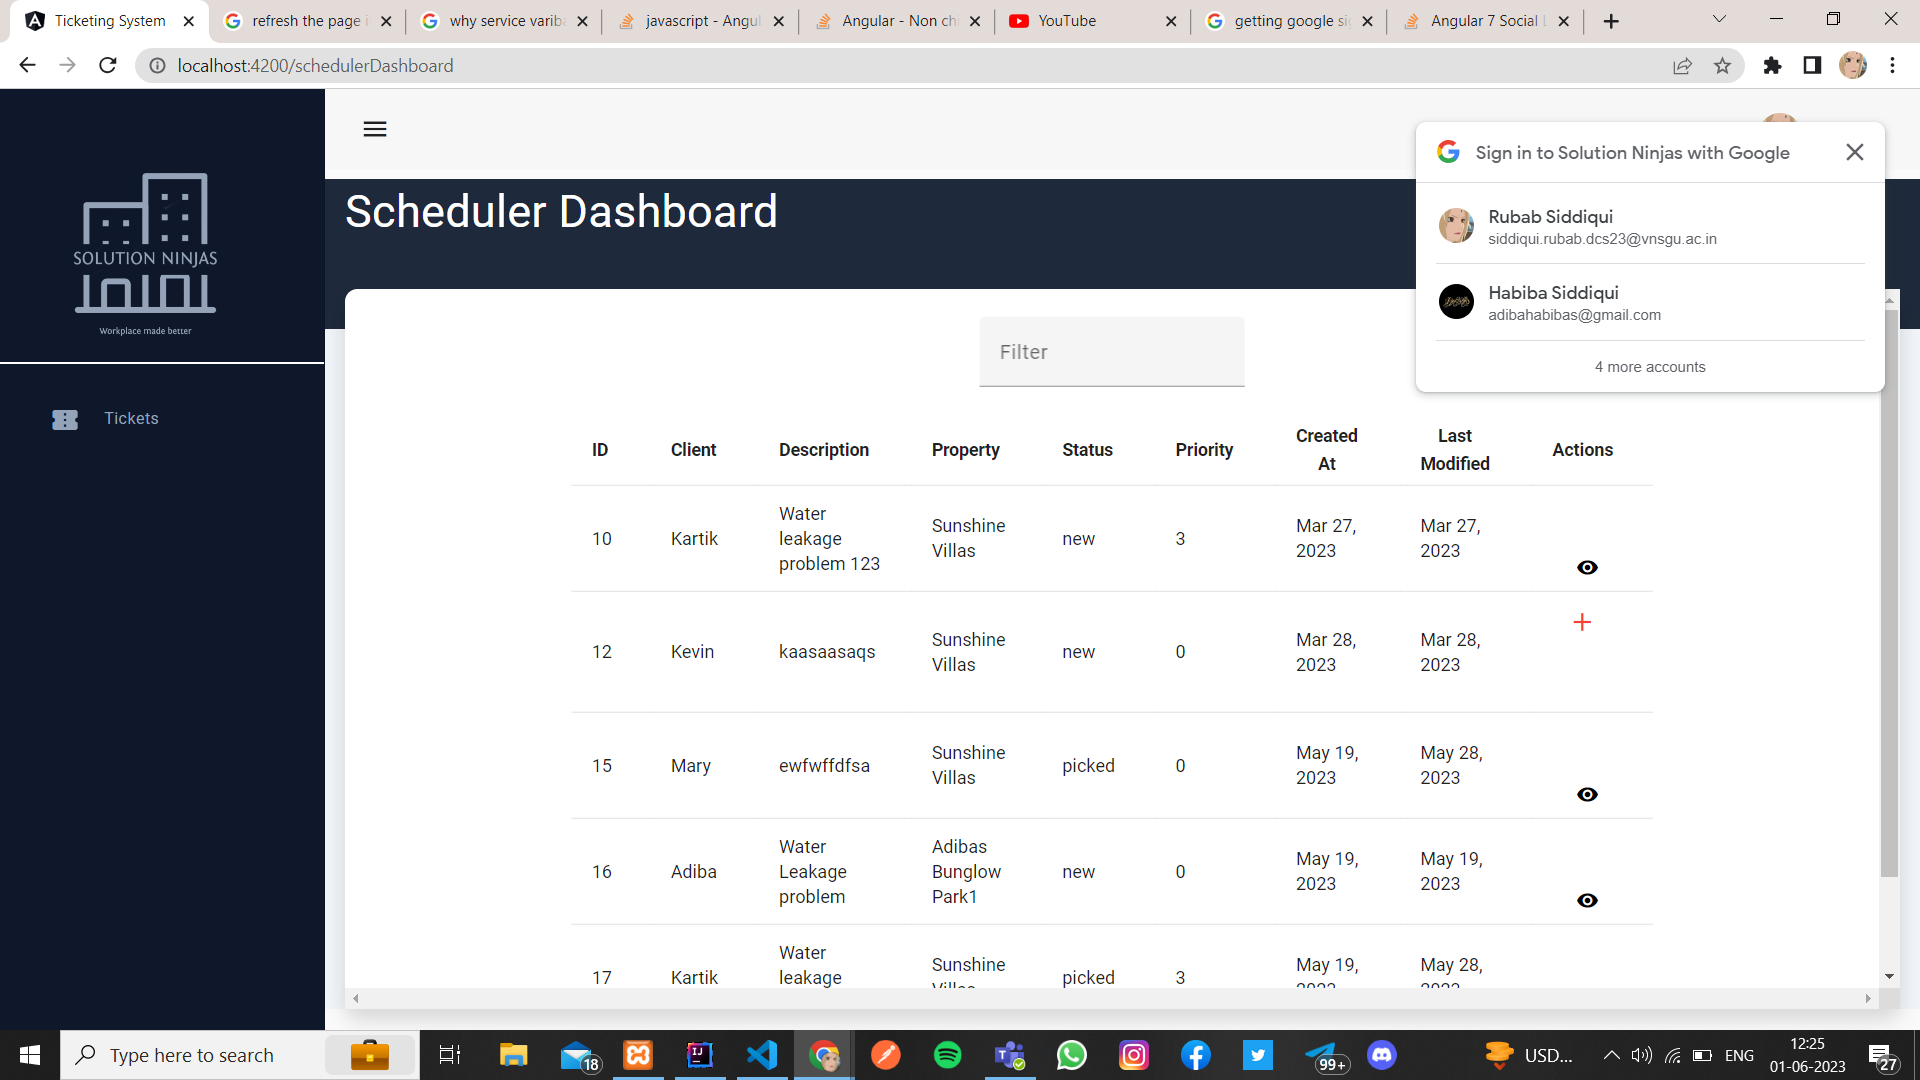 Ticketing System
refresh the page i
why service varib
javascript - Angul
Angular - Non ch
YouTube
getting google si
Angular 7 Social L
localhost:4200/schedulerDashboard
SOLUTION NINJAS
Workplace made better
Tickets
Scheduler Dashboard
Sign in to Solution Ninjas with Google
Rubab Siddiqui
siddiqui.rubab.dcs23@vnsgu.ac.in
Habiba Siddiqui
adibahabibas@gmail.com
4 more accounts
Filter
ID Client Description Property Status Priority Created At Last Modified Actions
10 Kartik Water leakage problem 123 Sunshine Villas new 3 Mar 27, 2023 Mar 27, 2023
12 Kevin kaasaasaqs Sunshine Villas new 0 Mar 28, 2023 Mar 28, 2023
15 Mary ewfwffdfsa Sunshine Villas picked 0 May 19, 2023 May 28, 2023
16 Adiba Water Leakage problem Adibas Bunglow Park1 new 0 May 19, 2023 May 19, 2023
17 Kartik Water leakage Sunshine Villas picked 3 May 19, 2023 May 28, 2023
Type here to search
18
99+
USD...
ENG
12:25
01-06-2023
27